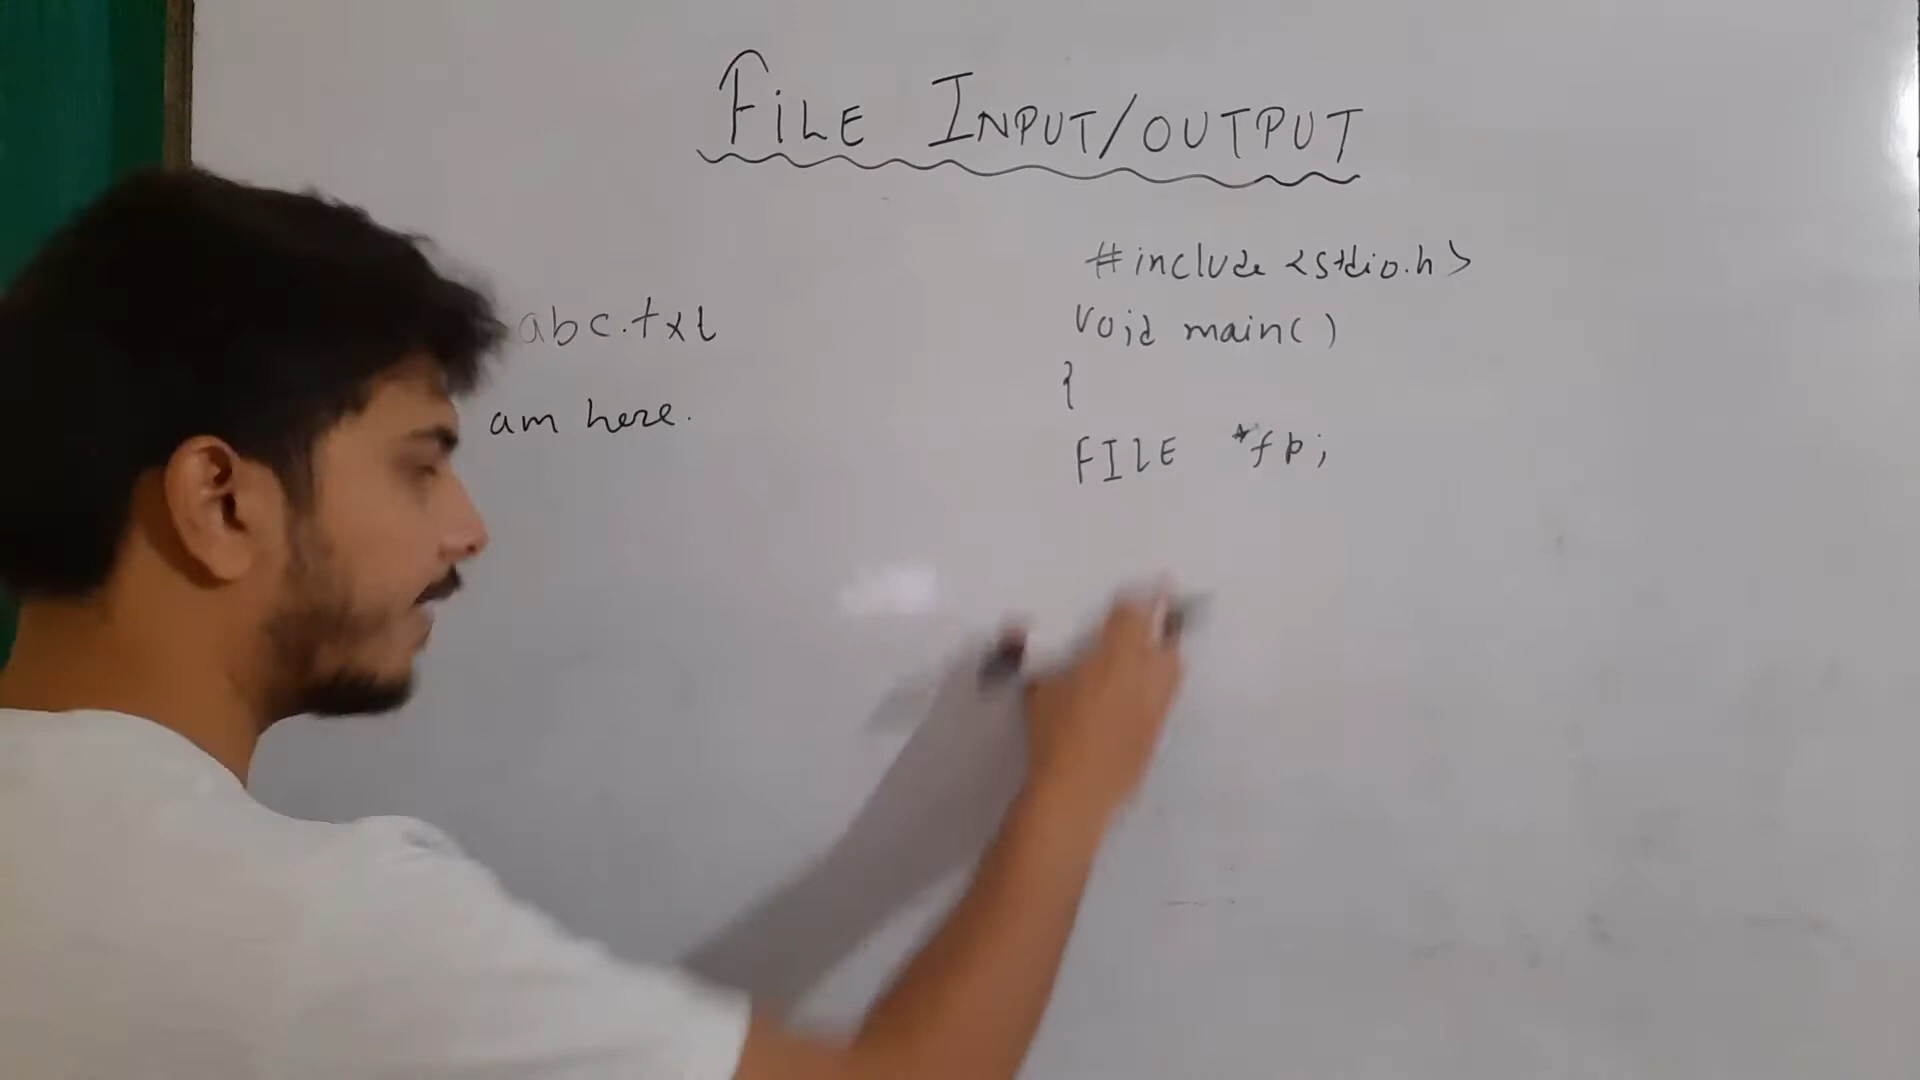 FILE INPUT/OUTPUT
abc.txt
am here.
#include <stdio.h>
void main()
{
FILE *fp;